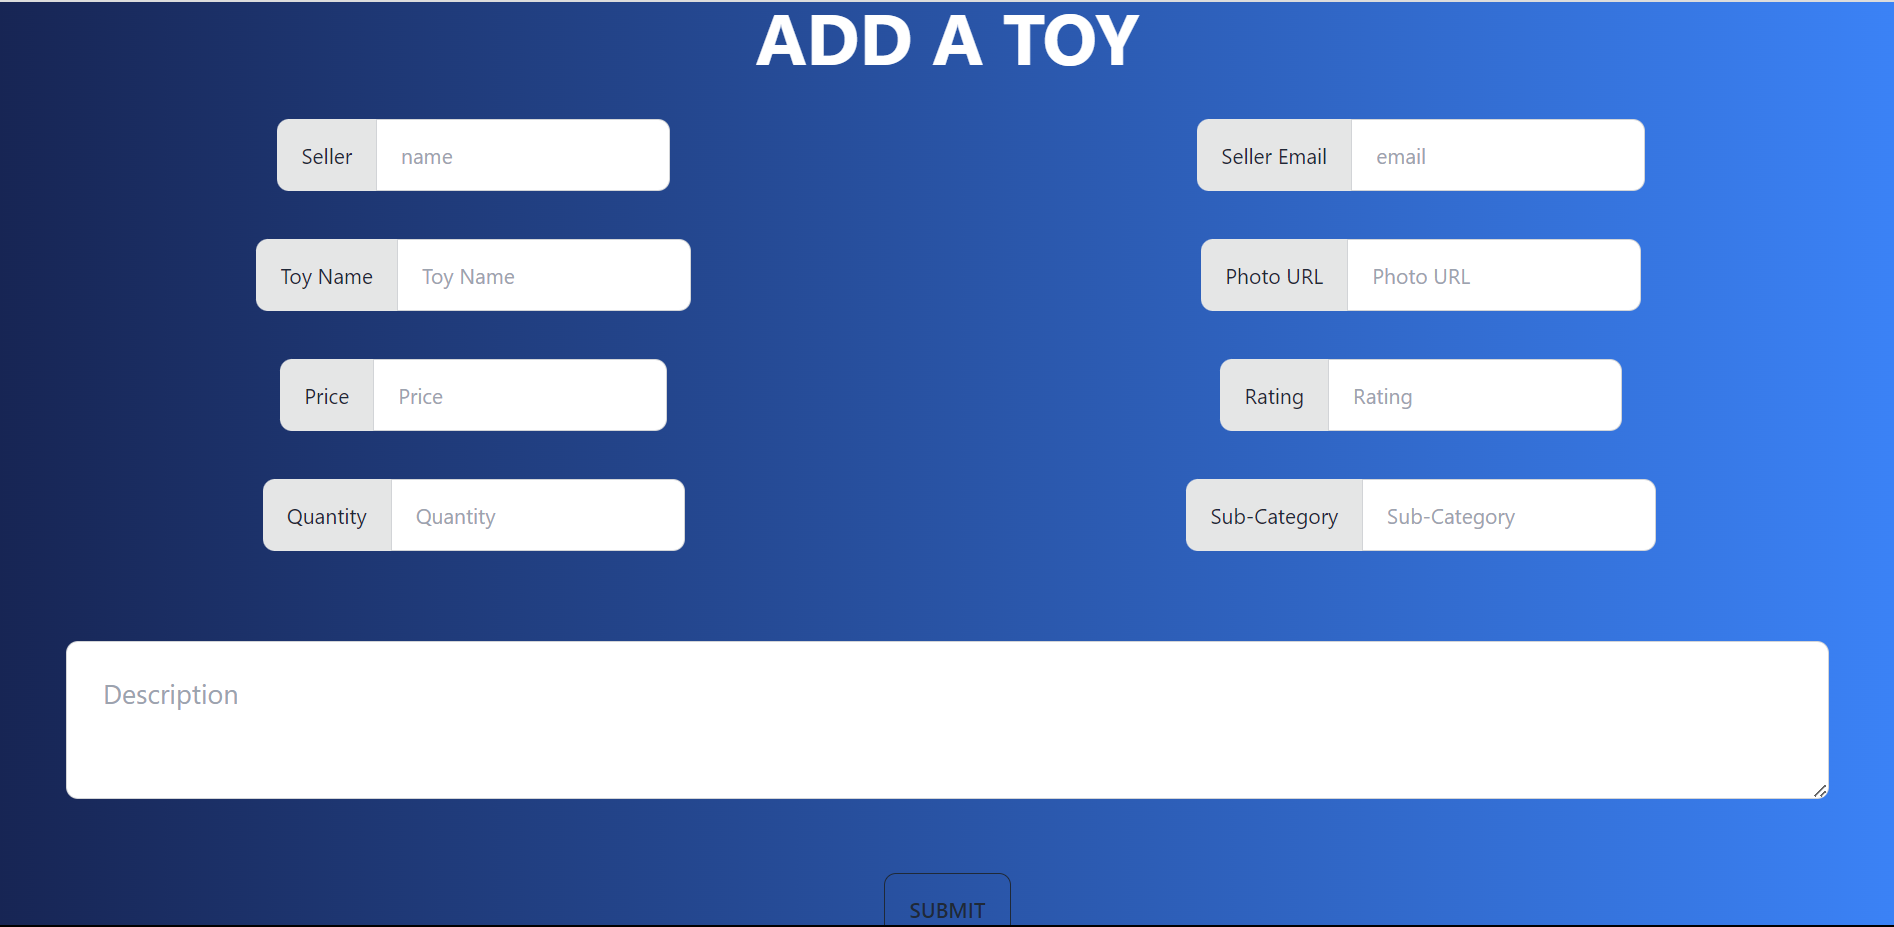 ADD A TOY
Seller name Seller Email email
Toy Name Toy Name Photo URL Photo URL
Price Price Rating Rating
Quantity Quantity Sub-Category Sub-Category
Description
SUBMIT